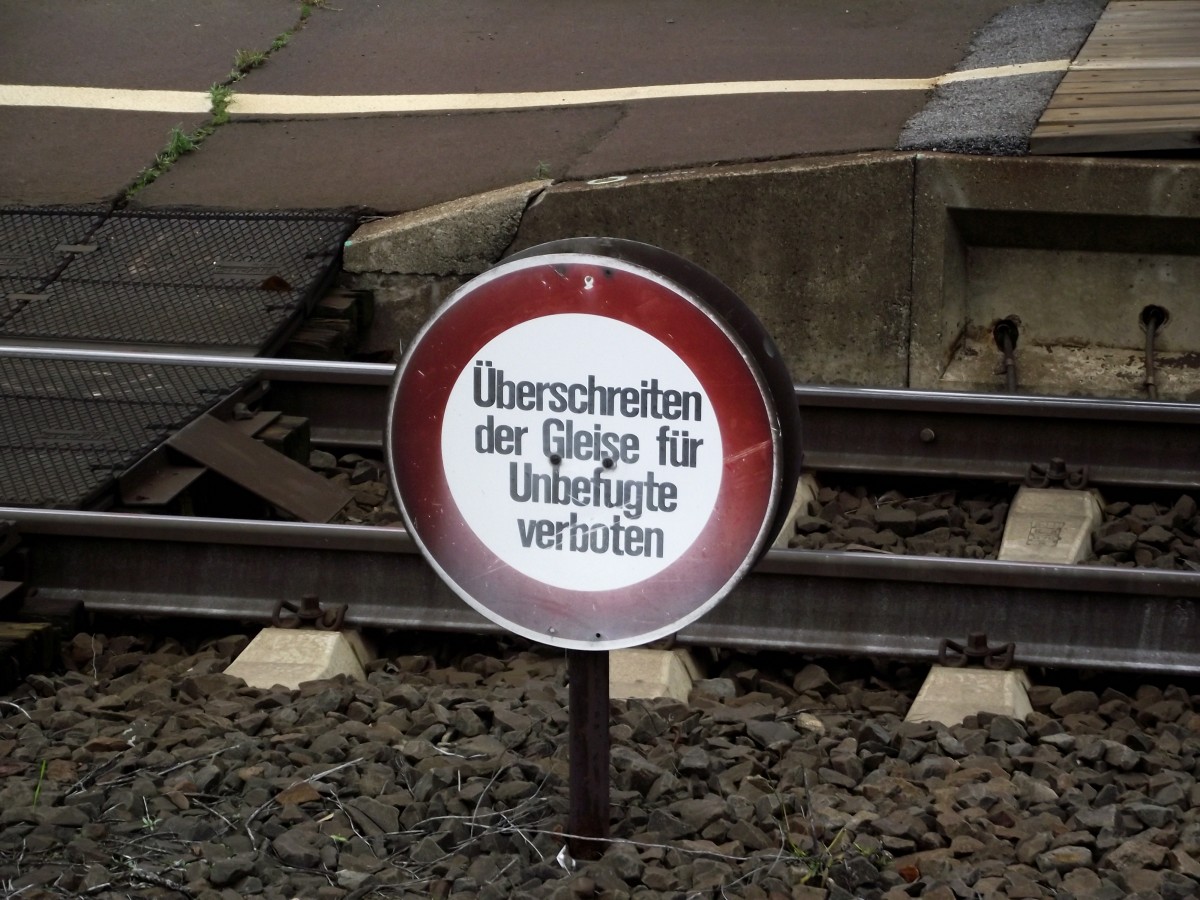 Überschreiten
der Gleise für
Unbefugte
verboten